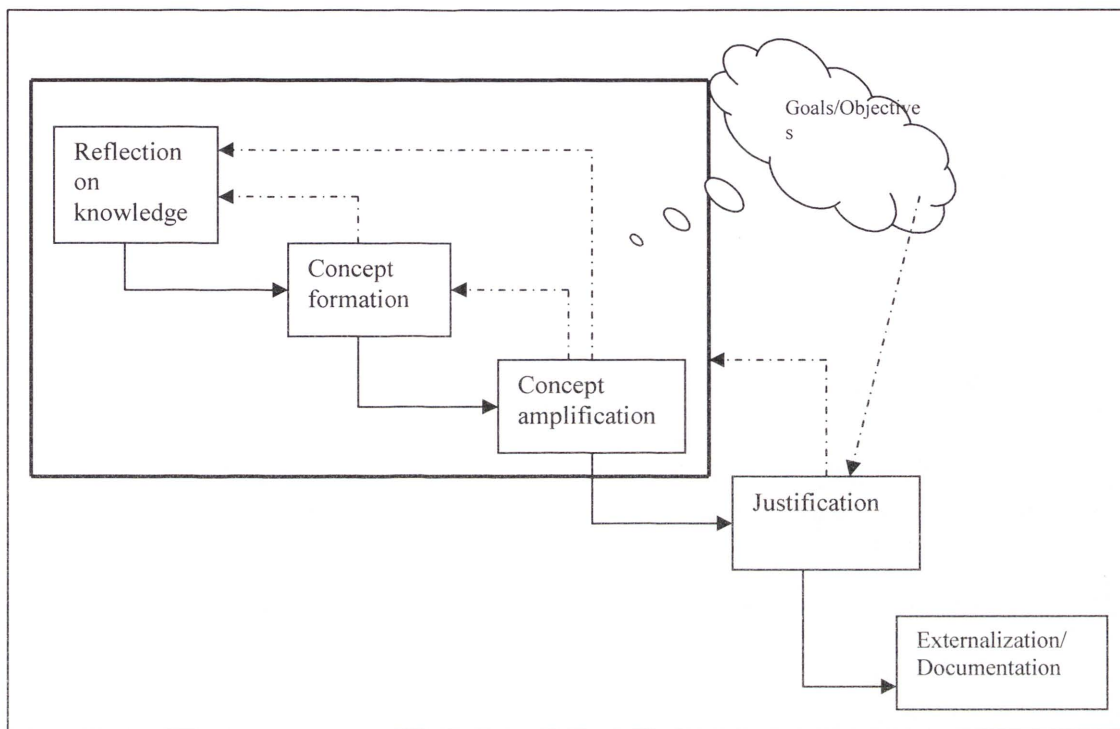 Goals/Objective
s
Reflection
on
knowledge
Concept
formation
Concept
amplification
Justification
Externalization/
Documentation